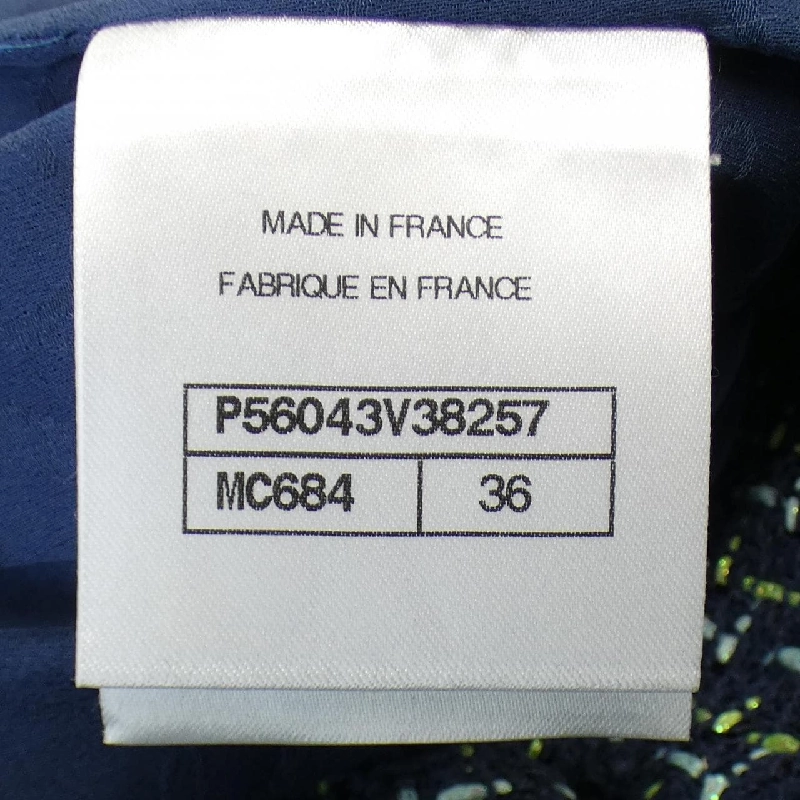 MADE IN FRANCE
FABRIQUE EN FRANCE
P56043V38257
MC684 36